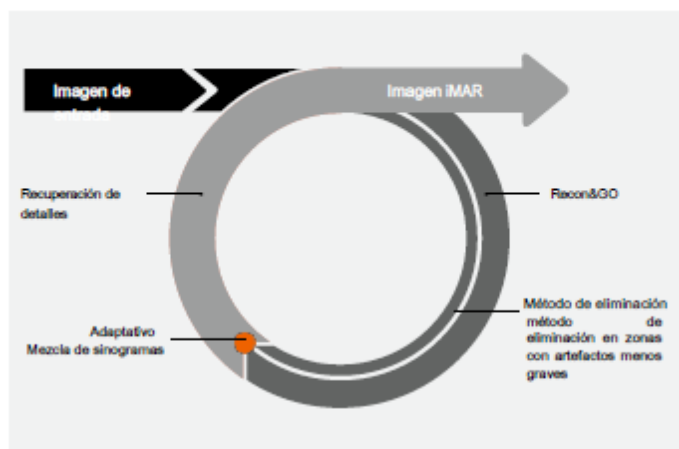 Imagen de
entrada
Imagen iMAR
Recuperación de
detalles
Recon&GO
Adaptativo
Mezcla de sinogramas
Método de eliminación
método de
eliminación en zonas
con artefactos menos
graves